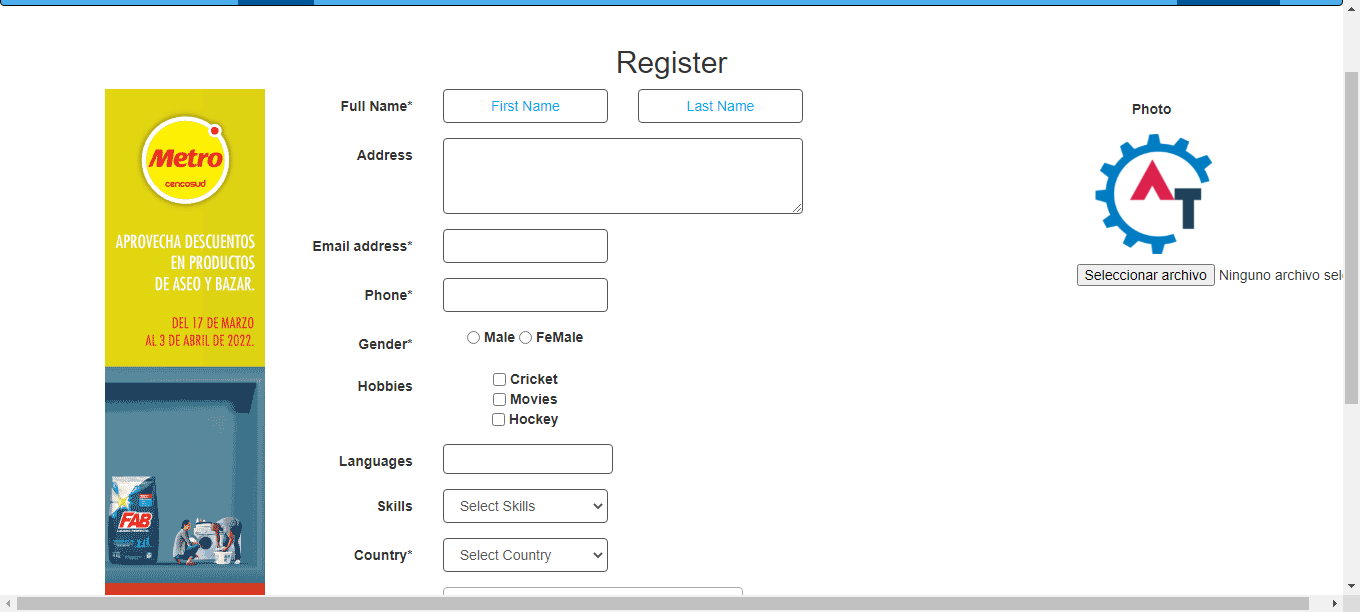 Register
Metro
cencosud
APROVECHA DESCUENTOS
EN PRODUCTOS
DE ASEO Y BAZAR.
DEL 17 DE MARZO
AL 3 DE ABRIL DE 2022.
FAB
Full Name*
First Name
Last Name
Address
Email address*
Phone*
Gender*
Male
FeMale
Hobbies
Cricket
Movies
Hockey
Languages
Skills
Select Skills
Country*
Select Country
Photo
AT
Seleccionar archivo
Ninguno archivo sel